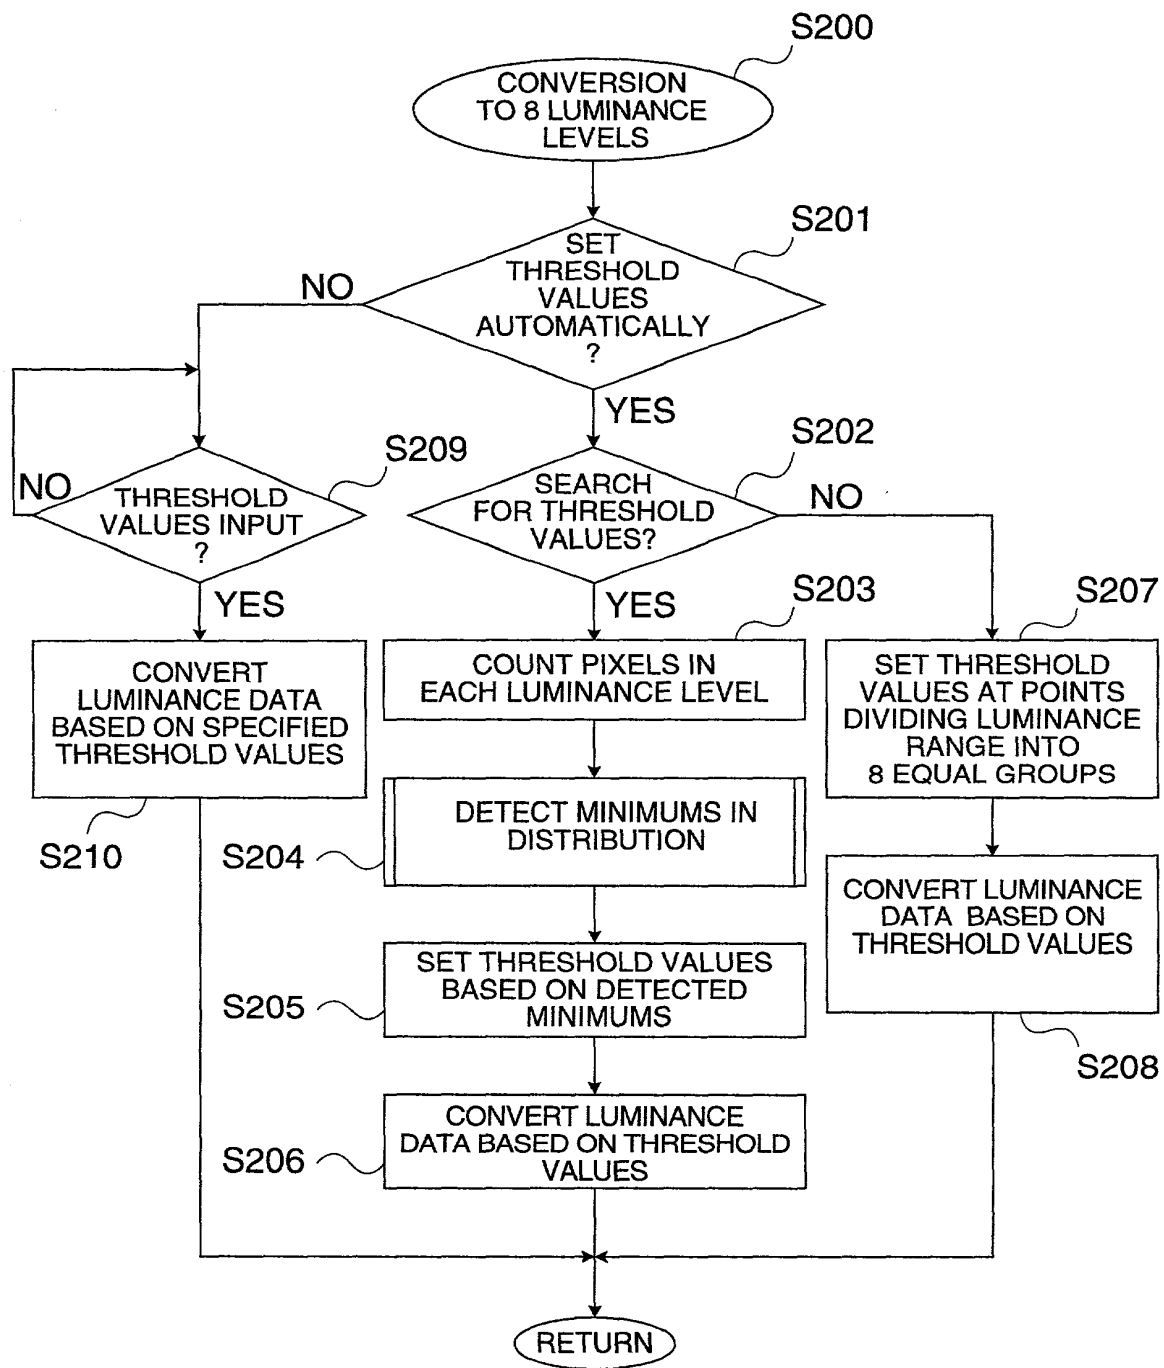 S200
CONVERSION
TO 8 LUMINANCE
LEVELS
S201
SET
THRESHOLD
VALUES
AUTOMATICALLY
?
NO
YES
S202
SEARCH
FOR THRESHOLD
VALUES?
NO
YES
S209
THRESHOLD
VALUES INPUT
?
NO
YES
S203
COUNT PIXELS IN
EACH LUMINANCE LEVEL
S207
SET THRESHOLD
VALUES AT POINTS
DIVIDING LUMINANCE
RANGE INTO
8 EQUAL GROUPS
CONVERT
LUMINANCE DATA
BASED ON SPECIFIED
THRESHOLD VALUES
S210
DETECT MINIMUMS IN
DISTRIBUTION
S204
CONVERT LUMINANCE
DATA BASED ON
THRESHOLD VALUES
S208
SET THRESHOLD VALUES
BASED ON DETECTED
MINIMUMS
S205
CONVERT LUMINANCE
DATA BASED ON THRESHOLD
VALUES
S206
RETURN